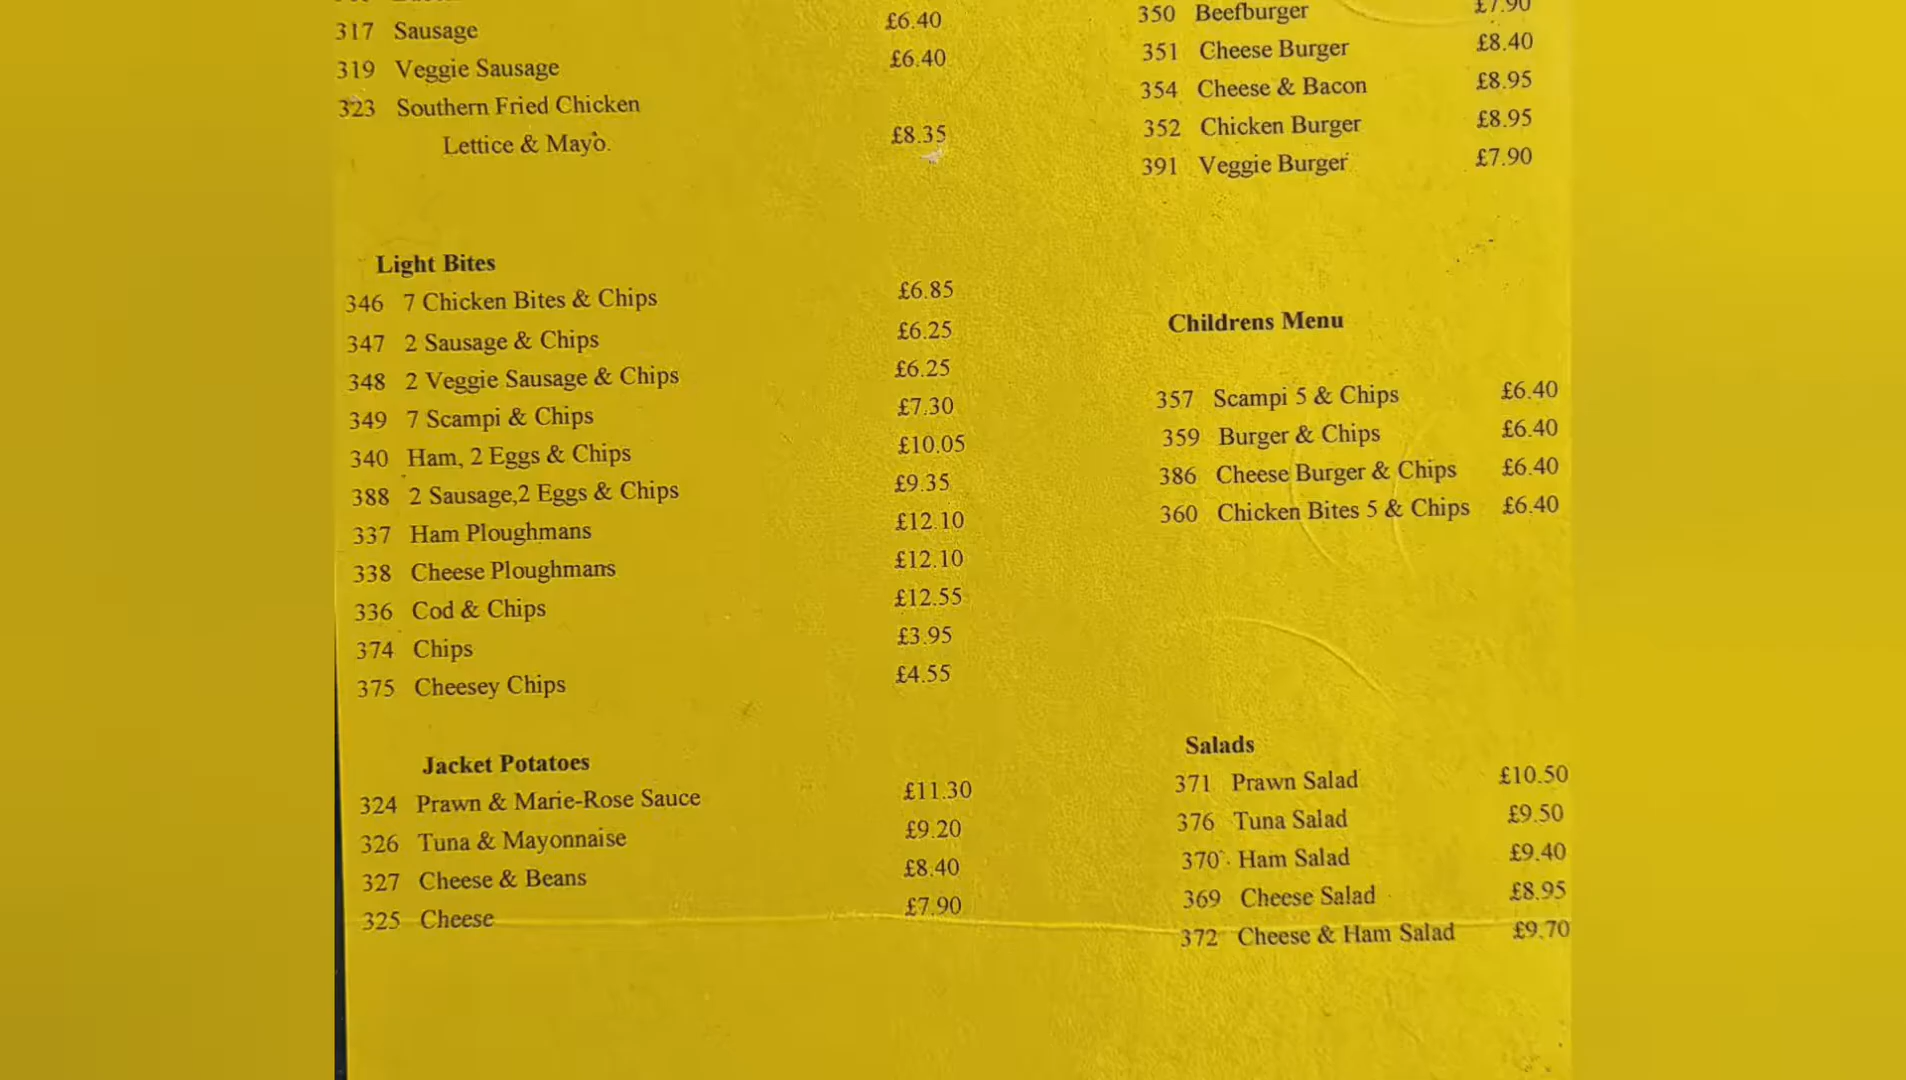 317 Sausage £6.40
319 Veggie Sausage £6.40
323 Southern Fried Chicken
Lettice & Mayo. £8.35
Light Bites
346 7 Chicken Bites & Chips £6.85
347 2 Sausage & Chips £6.25
348 2 Veggie Sausage & Chips £6.25
349 7 Scampi & Chips £7.30
340 Ham, 2 Eggs & Chips £10.05
388 2 Sausage,2 Eggs & Chips £9.35
337 Ham Ploughmans £12.10
338 Cheese Ploughmans £12.10
336 Cod & Chips £12.55
374 Chips £3.95
375 Cheesey Chips £4.55
Jacket Potatoes
324 Prawn & Marie-Rose Sauce £11.30
326 Tuna & Mayonnaise £9.20
327 Cheese & Beans £8.40
325 Cheese £7.90
350 Beefburger £7.90
351 Cheese Burger £8.40
354 Cheese & Bacon £8.95
352 Chicken Burger £8.95
391 Veggie Burger £7.90
Childrens Menu
357 Scampi 5 & Chips £6.40
359 Burger & Chips £6.40
386 Cheese Burger & Chips £6.40
360 Chicken Bites 5 & Chips £6.40
Salads
371 Prawn Salad £10.50
376 Tuna Salad £9.50
370 Ham Salad £9.40
369 Cheese Salad £8.95
372 Cheese & Ham Salad £9.70